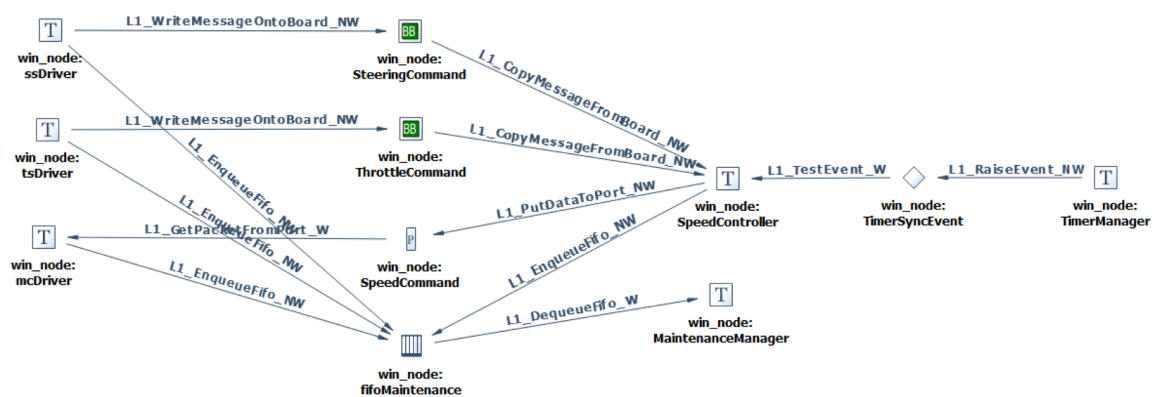 T
L1_WriteMessageOntoBoard_NW
BB
win_node:
ssDriver
win_node:
SteeringCommand
L1_CopyMessageFromBoard_NW
T
L1_WriteMessageOntoBoard_NW
BB
win_node:
tsDriver
win_node:
ThrottleCommand
L1_CopyMessageFromBoard_NW
L1_EnqueueFifo_NW
T
L1_TestEvent_W
L1_RaiseEvent_NW
T
win_node:
SpeedController
win_node:
TimerSyncEvent
win_node:
TimerManager
L1_PutDataToPort_NW
L1_EnqueueFifo_NW
T
L1_GetPacketFromPort_W
P
win_node:
mcDriver
win_node:
SpeedCommand
L1_EnqueueFifo_NW
L1_EnqueueFifo_NW
L1_DequeueFifo_W
T
win_node:
MaintenanceManager
win_node:
fifoMaintenance